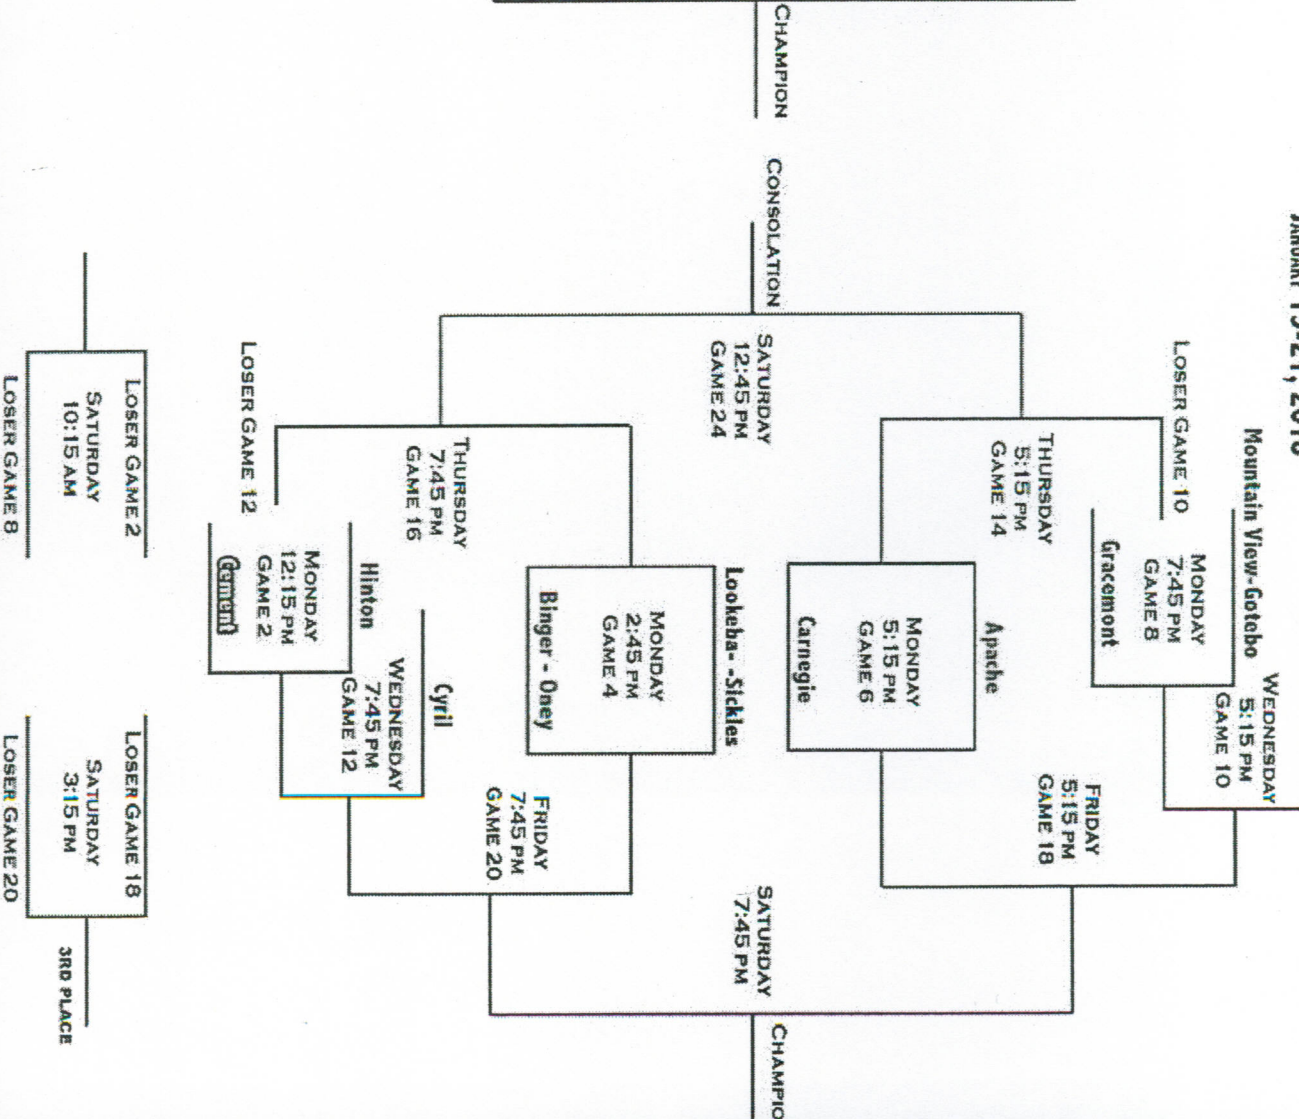 Mountain View-Gotebo
WEDNESDAY
5:15 PM
GAME 10
LOSER GAME 10
MONDAY
7:45 PM
GAME 8
Gracemont
FRIDAY
5:15 PM
GAME 18
THURSDAY
5:15 PM
GAME 14
Apache
MONDAY
5:15 PM
GAME 6
Carnegie
CHAMPION
CONSOLATION
SATURDAY
12:45 PM
GAME 24
SATURDAY
7:45 PM
CHAMPIO
Lookeba- -Sickles
MONDAY
2:45 PM
GAME 4
Binger - Oney
FRIDAY
7:45 PM
GAME 20
THURSDAY
7:45 PM
GAME 16
Cyril
WEDNESDAY
7:45 PM
GAME 12
Hinton
MONDAY
12:15 PM
GAME 2
Cement
LOSER GAME 12
LOSER GAME 2
SATURDAY
10:15 AM
LOSER GAME 8
LOSER GAME 18
SATURDAY
3:15 PM
LOSER GAME 20
3RD PLACE